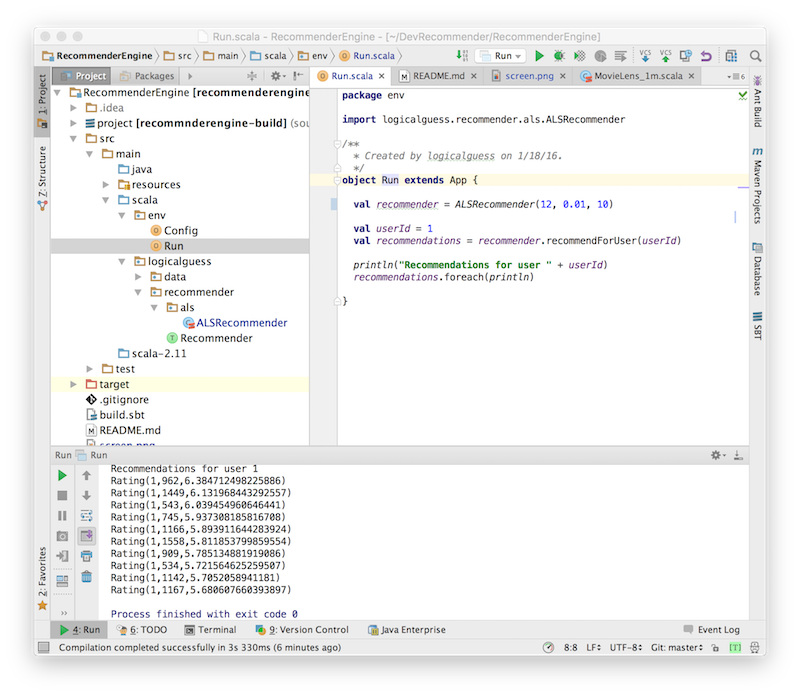 Run.scala - RecommenderEngine - [~/DevRecommender/RecommenderEngine]
RecommenderEngine src main scala env Run.scala Run
1: Project
Project Packages
Run.scala README.md screen.png MovieLens_1m.scala 6
RecommenderEngine [recommenderengine
.idea
project [recommnderengine-build] (sou
src
main
java
resources
scala
env
Config
Run
logicalguess
data
recommender
als
ALSRecommender
Recommender
scala-2.11
test
target
.gitignore
build.sbt
README.md
screen.png
Z: Structure
2: Favorites
package env
import logicalguess.recommender.als.ALSRecommender
/**
* Created by logicalguess on 1/18/16.
*/
object Run extends App {
val recommender = ALSRecommender(12, 0.01, 10)
val userId = 1
val recommendations = recommender.recommendForUser(userId)
println("Recommendations for user " + userId)
recommendations.foreach(println)
}
Ant Build
Maven Projects
Database
SBT
Run Run
Recommendations for user 1
Rating(1,962,6.384712498225886)
Rating(1,1449,6.131968443292557)
Rating(1,543,6.039454960646441)
Rating(1,745,5.937308185816708)
Rating(1,1166,5.893911644283924)
Rating(1,1558,5.811853799859554)
Rating(1,909,5.785134881919086)
Rating(1,534,5.721564625259507)
Rating(1,1142,5.7052058941181)
Rating(1,1167,5.680607660393897)
Process finished with exit code 0
4: Run 6: TODO Terminal 9: Version Control Java Enterprise Event Log
Compilation completed successfully in 3s 330ms (6 minutes ago) 8:8 LF UTF-8 Git: master [T]